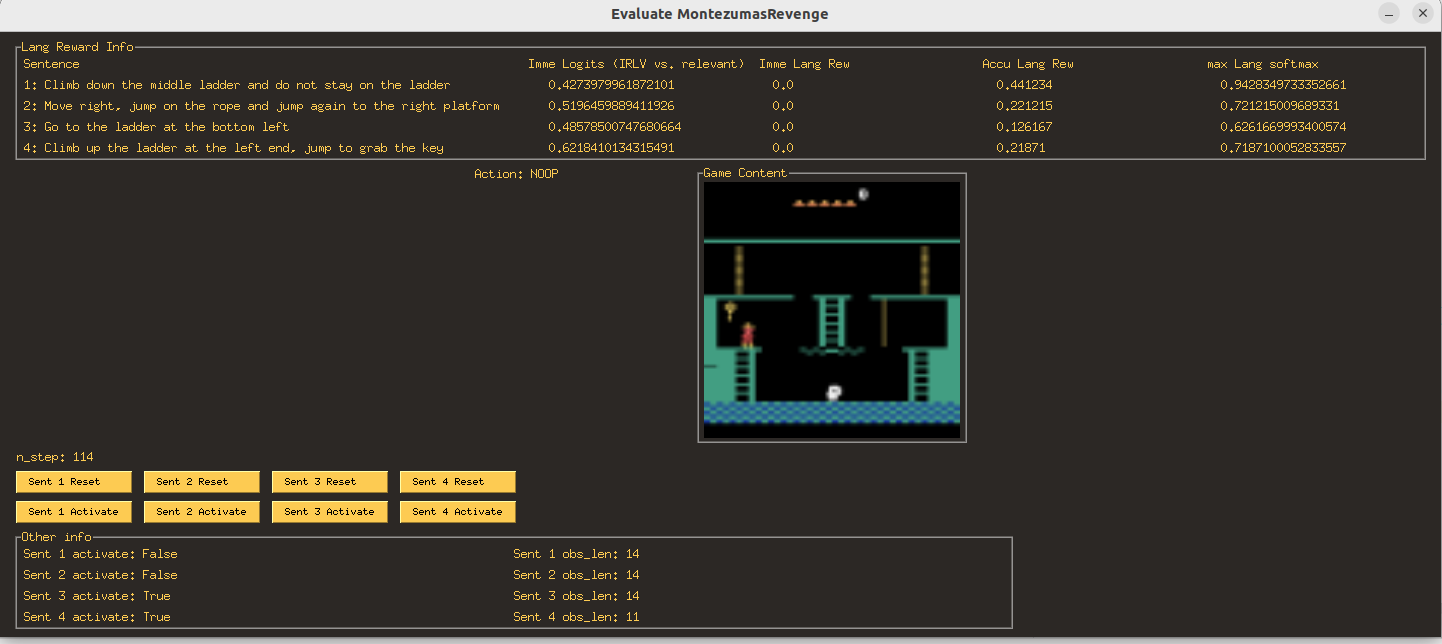 Evaluate MontezumasRevenge
Lang Reward Info
Sentence Imme Logits (IRLV vs. relevant) Imme Lang Rew Accu Lang Rew max Lang softmax
1: Climb down the middle ladder and do not stay on the ladder 0.4273979961872101 0.0 0.441234 0.9428349733352661
2: Move right, jump on the rope and jump again to the right platform 0.5196459889411926 0.0 0.221215 0.721215009689331
3: Go to the ladder at the bottom left 0.48578500747680664 0.0 0.126167 0.6261669993400574
4: Climb up the ladder at the left end, jump to grab the key 0.6218410134315491 0.0 0.21871 0.7187100052833557
Action: NOOP
Game Content
n_step: 114
Sent 1 Reset Sent 2 Reset Sent 3 Reset Sent 4 Reset
Sent 1 Activate Sent 2 Activate Sent 3 Activate Sent 4 Activate
Other info
Sent 1 activate: False Sent 1 obs_len: 14
Sent 2 activate: False Sent 2 obs_len: 14
Sent 3 activate: True Sent 3 obs_len: 14
Sent 4 activate: True Sent 4 obs_len: 11